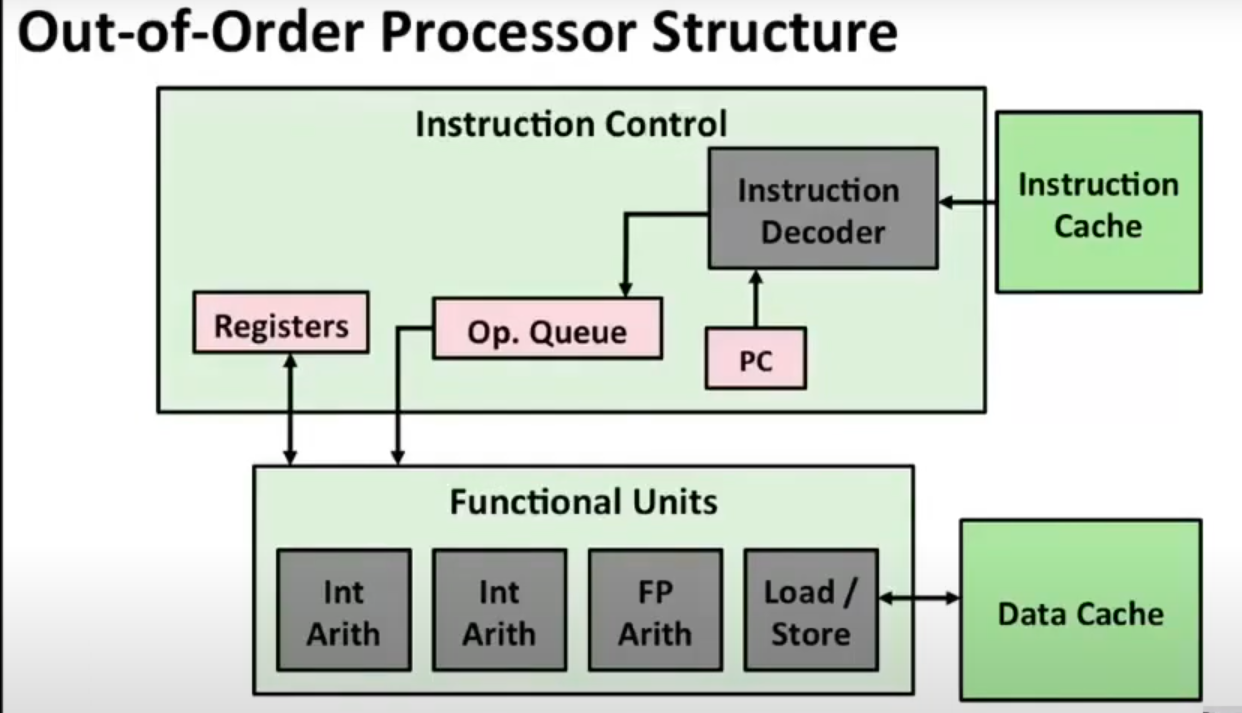 Out-of-Order Processor Structure
Instruction Control
Instruction
Decoder
Instruction
Cache
Registers
Op. Queue
PC
Functional Units
Int
Arith
Int
Arith
FP
Arith
Load /
Store
Data Cache